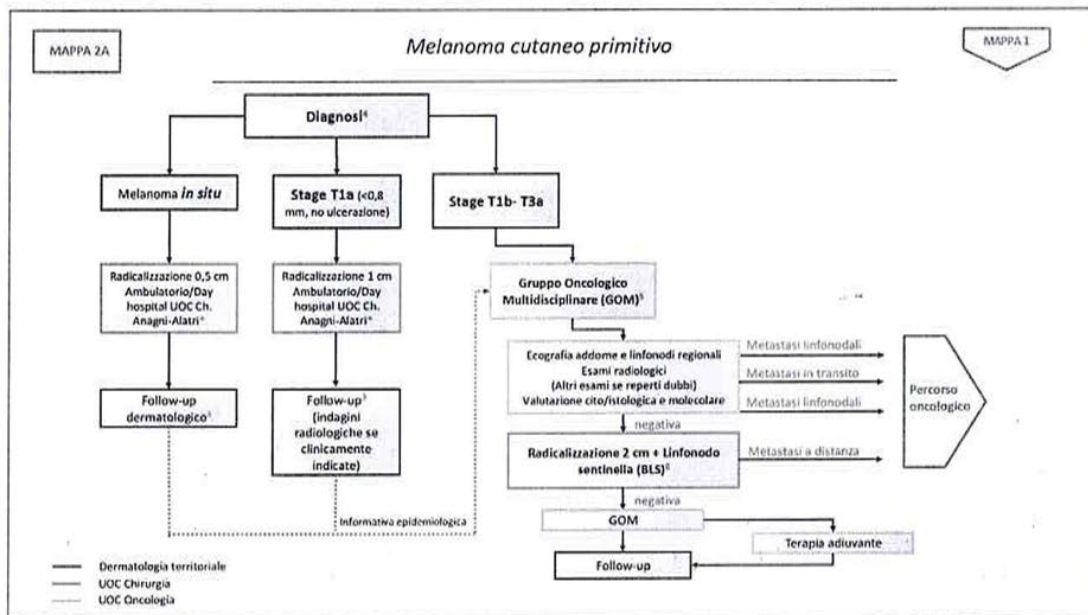 MAPPA 2A
Melanoma cutaneo primitivo
MAPPA 1
Diagnosi⁴
Melanoma in situ
Stage T1a (<0,8
mm, no ulcerazione)
Stage T1b- T3a
Radicalizzazione 0,5 cm
Ambulatorio/Day
hospital UOC Ch.
Anagni-Alatri⁴
Radicalizzazione 1 cm
Ambulatorio/Day
hospital UOC Ch.
Anagni-Alatri⁴
Gruppo Oncologico
Multidisciplinare (GOM)⁵
Ecografia addome e linfonodi regionali
Esami radiologici
(Altri esami se reperti dubbi)
Valutazione cito/istologica e molecolare
Metastasi linfonodali
Metastasi in transito
Metastasi linfonodali
Percorso
oncologico
Follow-up
dermatologico
Follow-up
(indagini
radiologiche se
clinicamente
indicate)
negativa
Radicalizzazione 2 cm + Linfonodo
sentinella (BLS)
Metastasi a distanza
negativa
Informativa epidemiologica
GOM
Terapia adiuvante
Follow-up
Dermatologia territoriale
UOC Chirurgia
UOC Oncologia